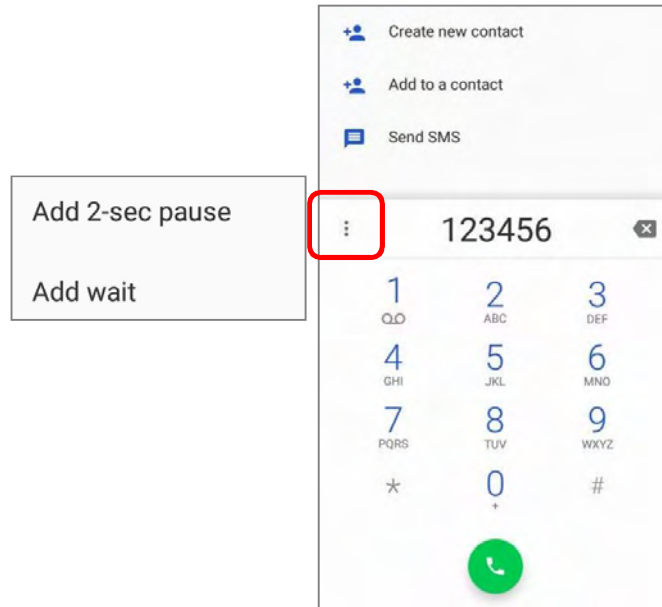 Create new contact
Add to a contact
Send SMS
Add 2-sec pause
Add wait
123456
1 2 3
ABC DEF
4 5 6
GHI JKL MNO
7 8 9
PQRS TUV WXYZ
* 0 #
+